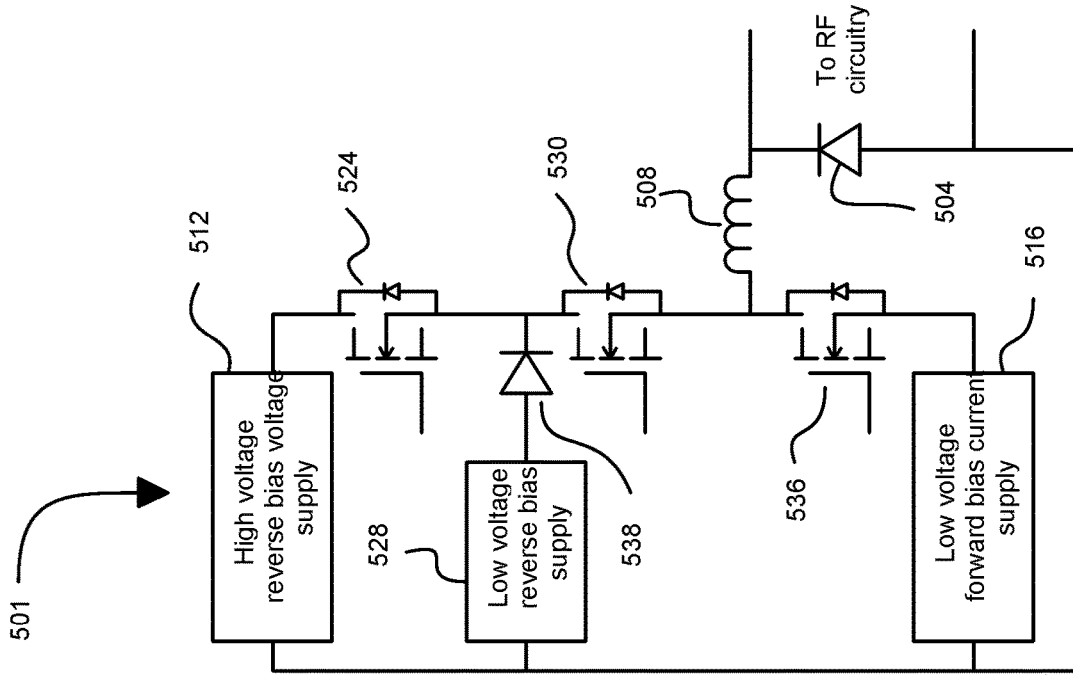 501
512
High voltage
reverse bias voltage
supply
524
528
Low voltage
reverse bias
supply
538
530
508
To RF
circuitry
504
536
516
Low voltage
forward bias current
supply